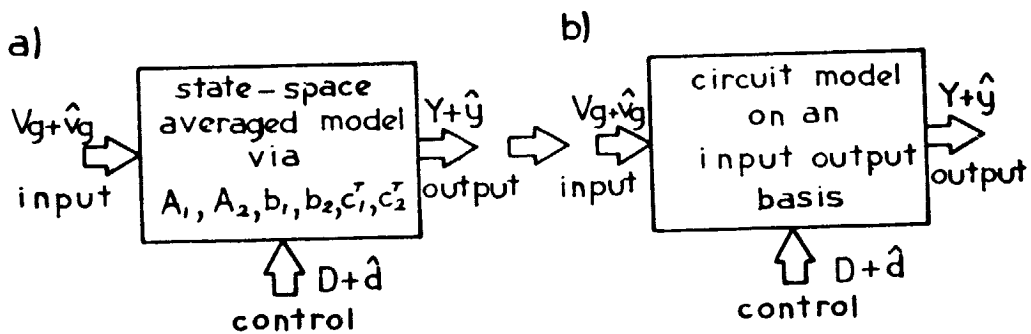 a)
Vg+v̂g
input
state-space
averaged model
via
A₁, A₂, b₁, b₂, c₁ᵀ, c₂ᵀ
Y+ŷ
output
D+d̂
control
b)
Vg+v̂g
input
circuit model
on an
input output
basis
Y+ŷ
output
D+d̂
control